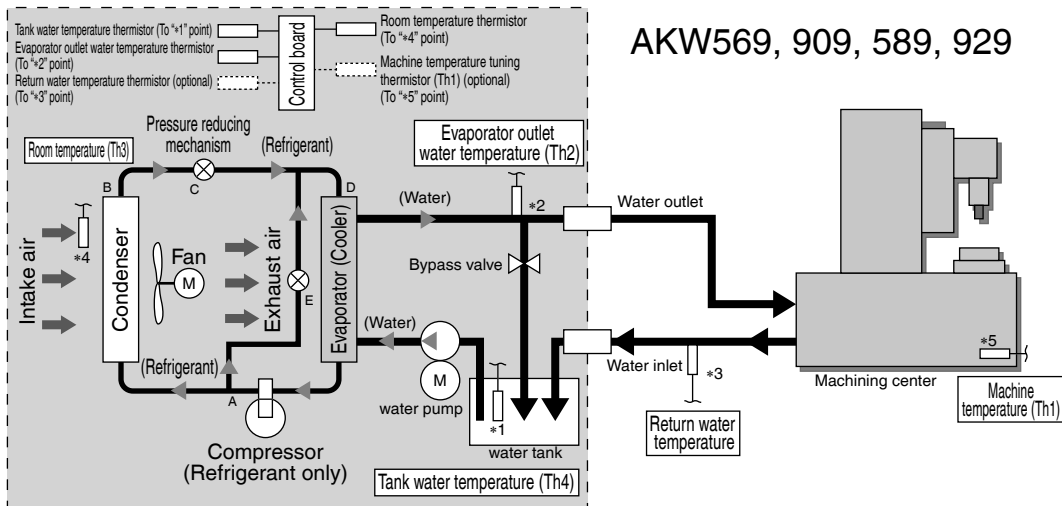 Tank water temperature thermistor (To "*1" point)
Evaporator outlet water temperature thermistor
(To "*2" point)
Return water temperature thermistor (optional)
(To "*3" point)
Control board
Room temperature thermistor
(To "*4" point)
Machine temperature tuning
thermistor (Th1) (optional)
(To "*5" point)
AKW569, 909, 589, 929
Room temperature (Th3)
Pressure reducing
mechanism
(Refrigerant)
Evaporator outlet
water temperature (Th2)
B
C
D
*4
Intake air
Condenser
Fan
M
Exhaust air
E
Evaporator (Cooler)
(Water)
*2
Water outlet
Bypass valve
(Water)
M
water pump
(Refrigerant)
A
Compressor
(Refrigerant only)
*1
water tank
Tank water temperature (Th4)
Water inlet
*3
Return water
temperature
*5
Machining center
Machine
temperature (Th1)